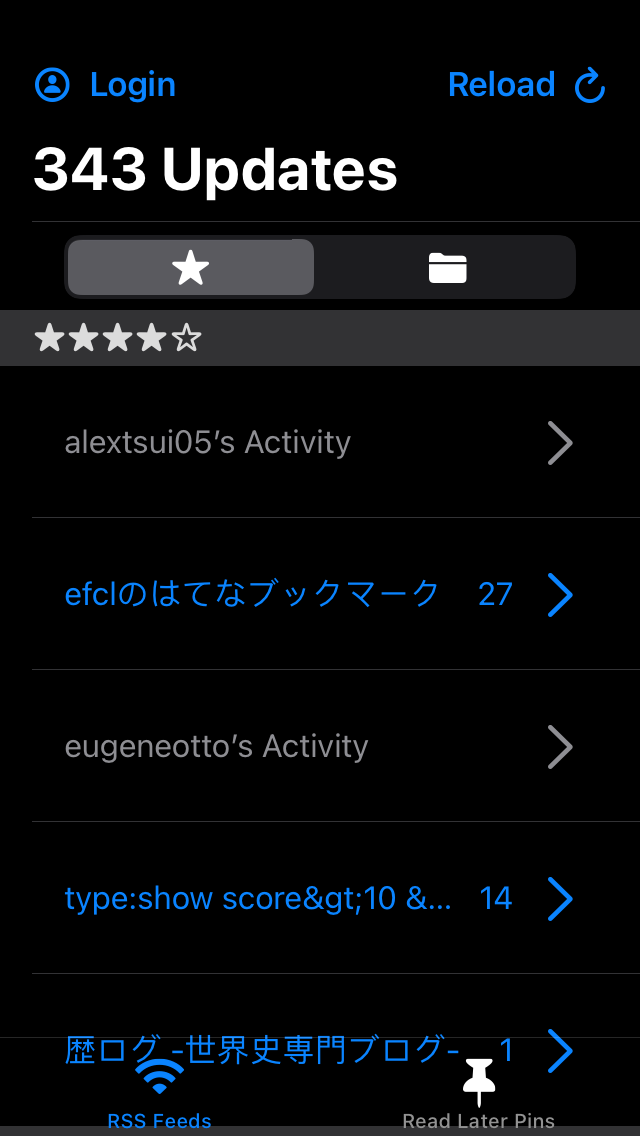 Login
Reload
343 Updates
★★★★☆
alextsui05’s Activity
efclのはてなブックマーク 27
eugeneotto’s Activity
type:show score&gt;10 &... 14
歴ログ -世界史専門ブログ- 1
RSS Feeds
Read Later Pins